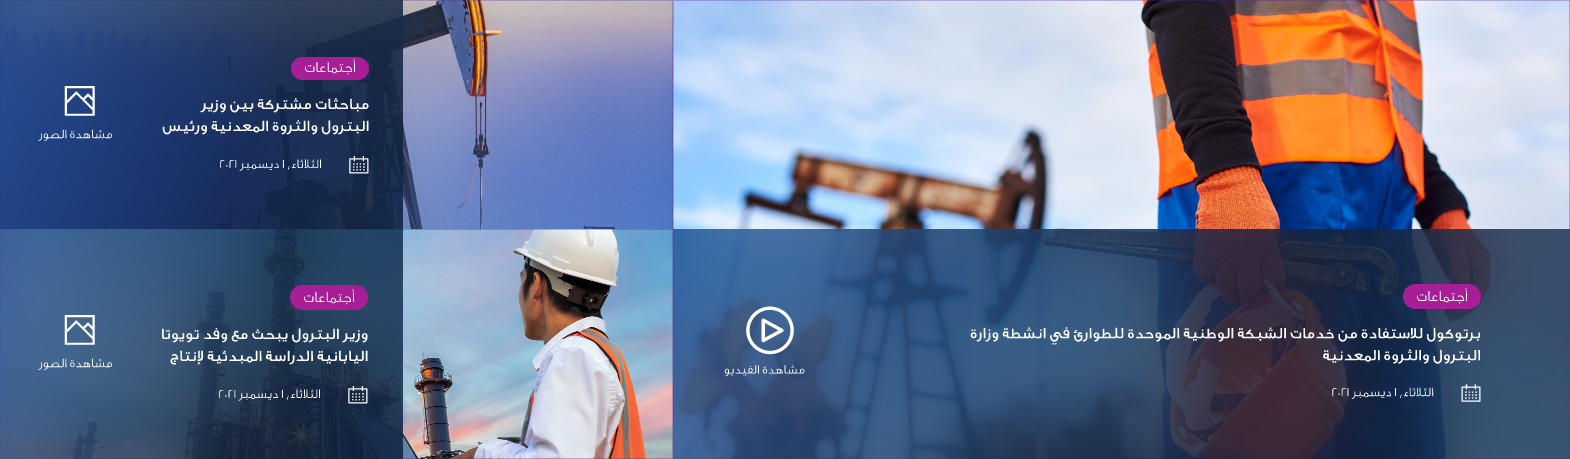 أجتماعات
برتوكول للاستفادة من خدمات الشبكة الوطنية الموحدة للطوارئ في انشطة وزارة
البترول والثروة المعدنية
الثلاثاء , ١ ديسمبر ٢٠٢١
مشاهدة الفيديو
أجتماعات
مباحثات مشتركة بين وزير
البترول والثروة المعدنية ورئيس
الثلاثاء , ١ ديسمبر ٢٠٢١
مشاهدة الصور
أجتماعات
وزير البترول يبحث مع وفد تويوتا
اليابانية الدراسة المبدئية لإنتاج
الثلاثاء , ١ ديسمبر ٢٠٢١
مشاهدة الصور